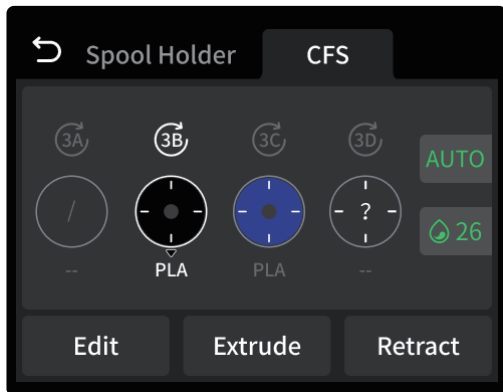 Spool Holder CFS
3A 3B 3C 3D
AUTO
/ ?
26
-- PLA PLA --
Edit Extrude Retract